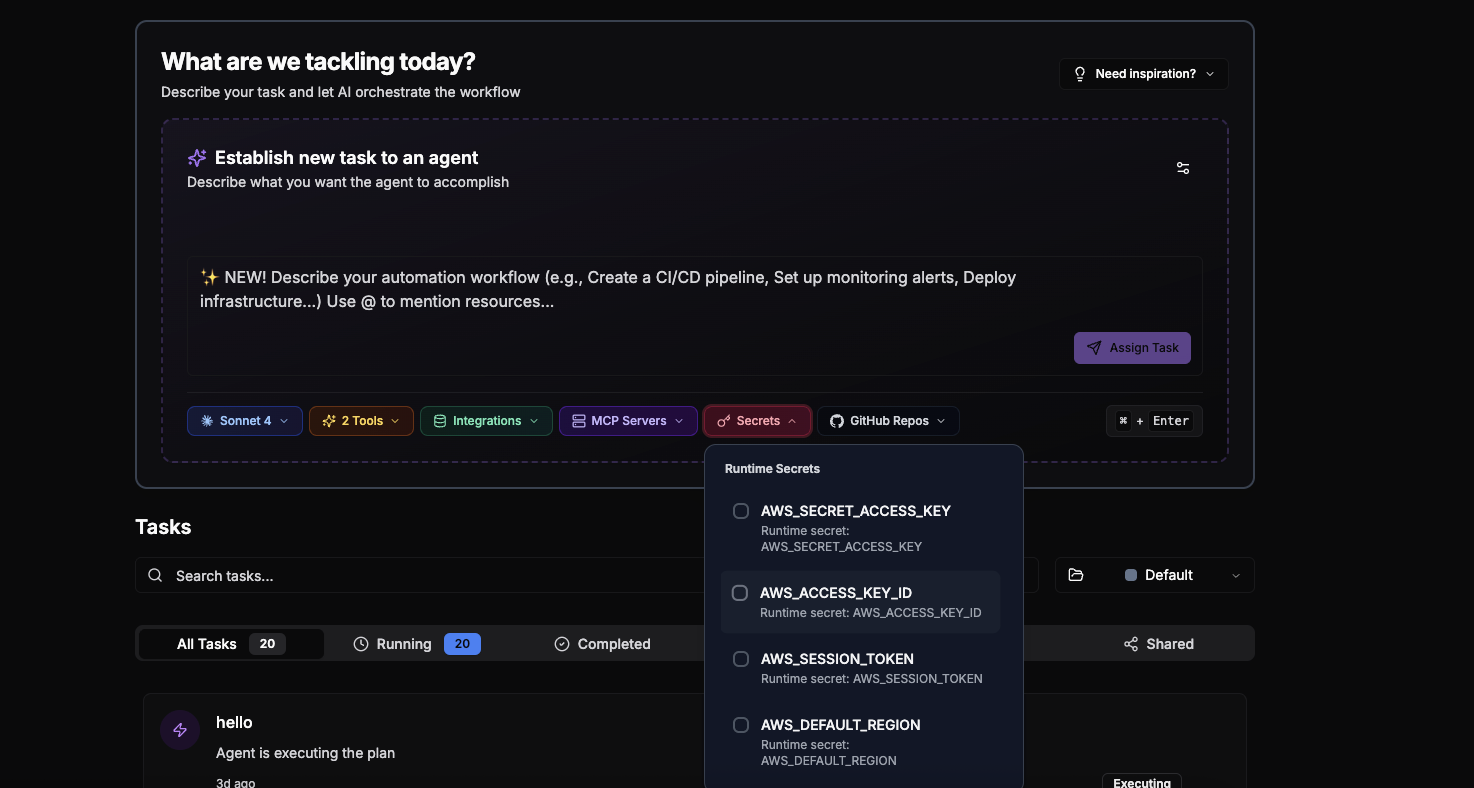 What are we tackling today?
Describe your task and let AI orchestrate the workflow
Need inspiration?
Establish new task to an agent
Describe what you want the agent to accomplish
✨ NEW! Describe your automation workflow (e.g., Create a CI/CD pipeline, Set up monitoring alerts, Deploy
infrastructure...) Use @ to mention resources...
Assign Task
Sonnet 4
2 Tools
Integrations
MCP Servers
Secrets
GitHub Repos
⌘ + Enter
Runtime Secrets
AWS_SECRET_ACCESS_KEY
Runtime secret:
AWS_SECRET_ACCESS_KEY
AWS_ACCESS_KEY_ID
Runtime secret: AWS_ACCESS_KEY_ID
AWS_SESSION_TOKEN
Runtime secret: AWS_SESSION_TOKEN
AWS_DEFAULT_REGION
Runtime secret:
AWS_DEFAULT_REGION
Tasks
Search tasks...
Default
All Tasks 20
Running 20
Completed
Shared
hello
Agent is executing the plan
3d ago
Executing